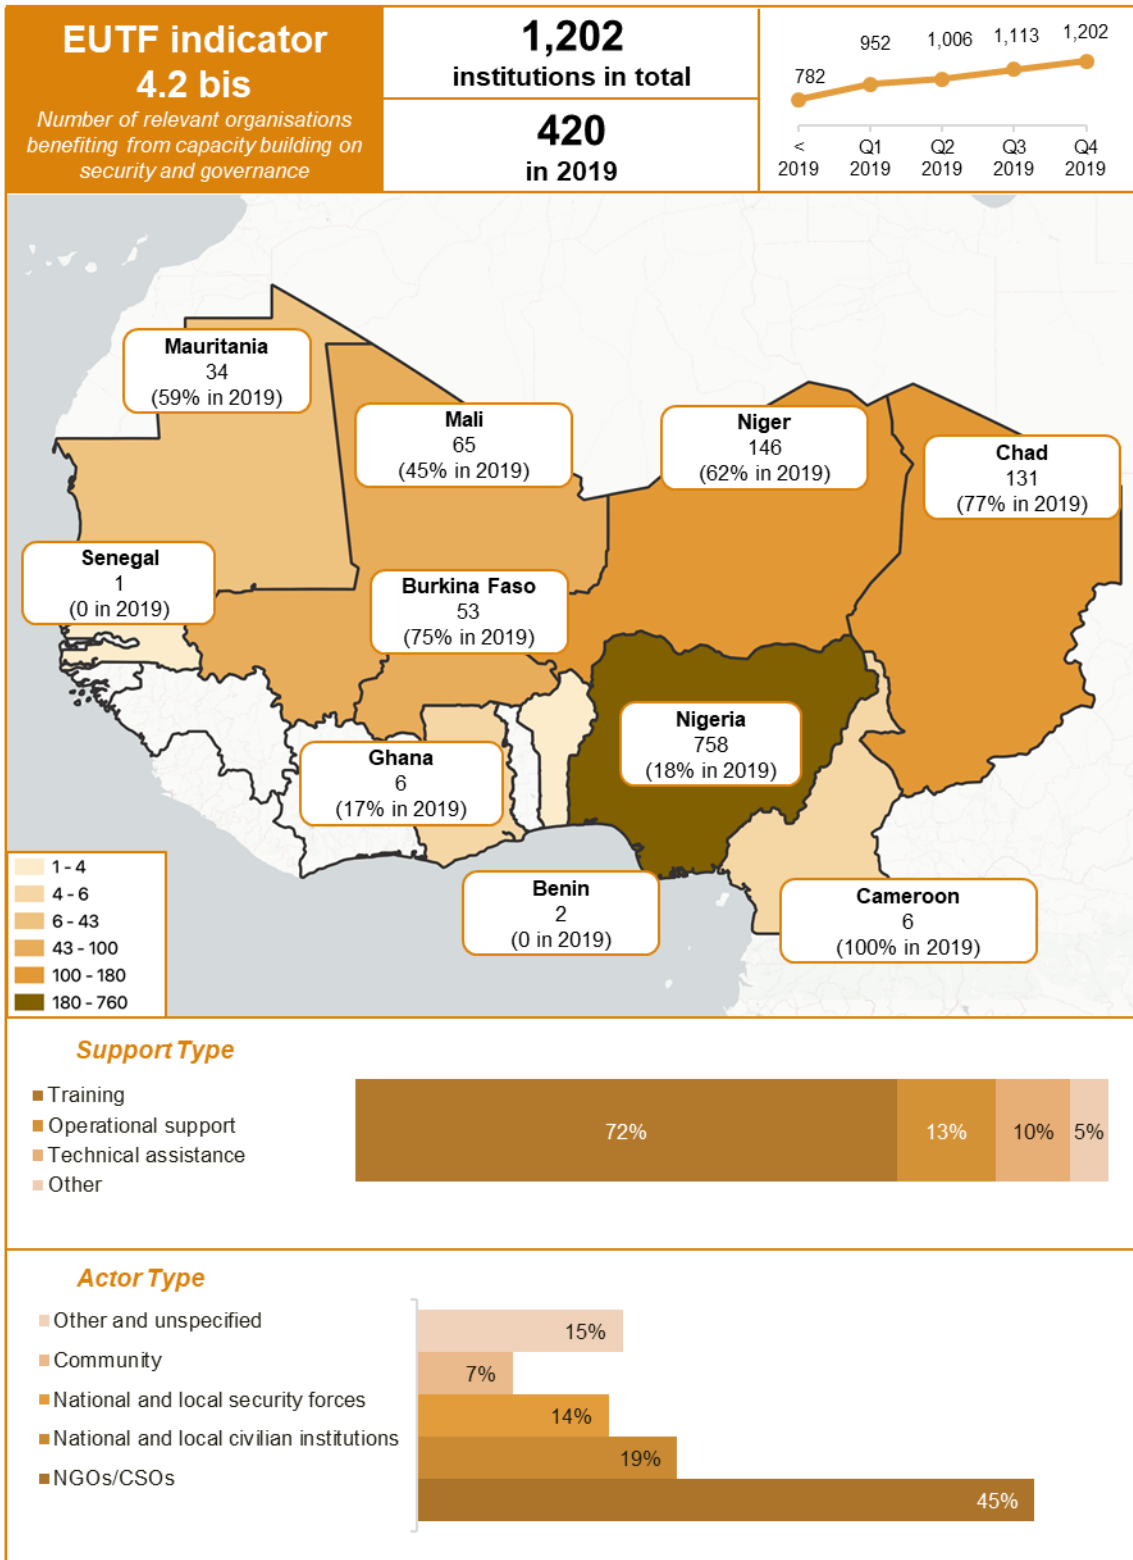 EUTF indicator
4.2 bis
Number of relevant organisations
benefiting from capacity building on
security and governance
1,202
institutions in total
420
in 2019
782
952
1,006
1,113
1,202
<
2019
Q1
2019
Q2
2019
Q3
2019
Q4
2019
Mauritania
34
(59% in 2019)
Mali
65
(45% in 2019)
Niger
146
(62% in 2019)
Chad
131
(77% in 2019)
Senegal
1
(0 in 2019)
Burkina Faso
53
(75% in 2019)
Nigeria
758
(18% in 2019)
Ghana
6
(17% in 2019)
Benin
2
(0 in 2019)
Cameroon
6
(100% in 2019)
1 - 4
4 - 6
6 - 43
43 - 100
100 - 180
180 - 760
Support Type
Training
Operational support
Technical assistance
Other
72%
13%
10%
5%
Actor Type
Other and unspecified
Community
National and local security forces
National and local civilian institutions
NGOs/CSOs
15%
7%
14%
19%
45%